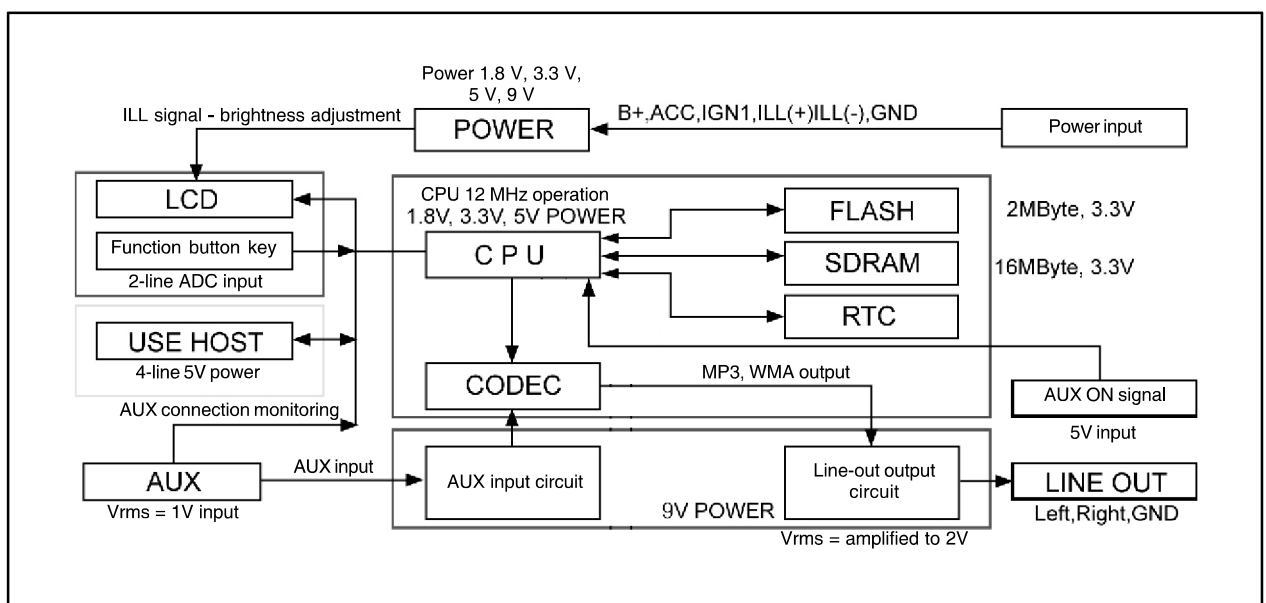 Power 1.8 V, 3.3 V,
5 V, 9 V
ILL signal - brightness adjustment
POWER
B+,ACC,IGN1,ILL(+)ILL(-),GND
Power input
LCD
Function button key
2-line ADC input
CPU 12 MHz operation
1.8V, 3.3V, 5V POWER
C P U
FLASH
2MByte, 3.3V
SDRAM
16MByte, 3.3V
RTC
USE HOST
4-line 5V power
CODEC
MP3, WMA output
AUX ON signal
5V input
AUX connection monitoring
AUX
Vrms = 1V input
AUX input
AUX input circuit
9V POWER
Line-out output
circuit
Vrms = amplified to 2V
LINE OUT
Left,Right,GND